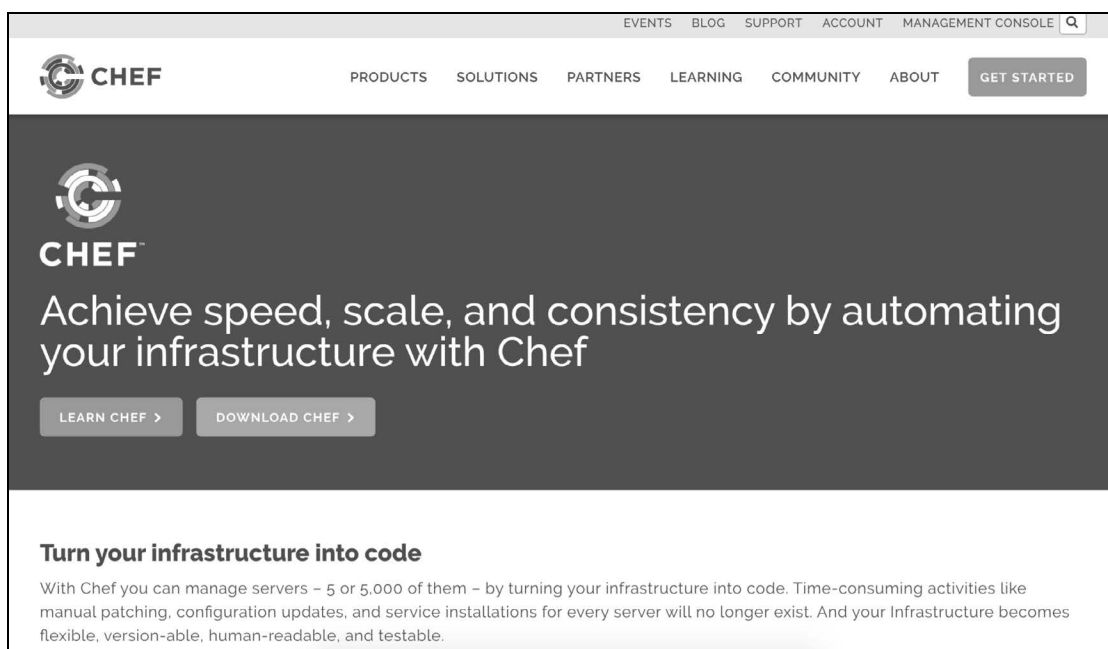 EVENTS BLOG SUPPORT ACCOUNT MANAGEMENT CONSOLE
CHEF PRODUCTS SOLUTIONS PARTNERS LEARNING COMMUNITY ABOUT GET STARTED
CHEF™
Achieve speed, scale, and consistency by automating
your infrastructure with Chef
LEARN CHEF > DOWNLOAD CHEF >
Turn your infrastructure into code
With Chef you can manage servers – 5 or 5,000 of them – by turning your infrastructure into code. Time-consuming activities like
manual patching, configuration updates, and service installations for every server will no longer exist. And your Infrastructure becomes
flexible, version-able, human-readable, and testable.